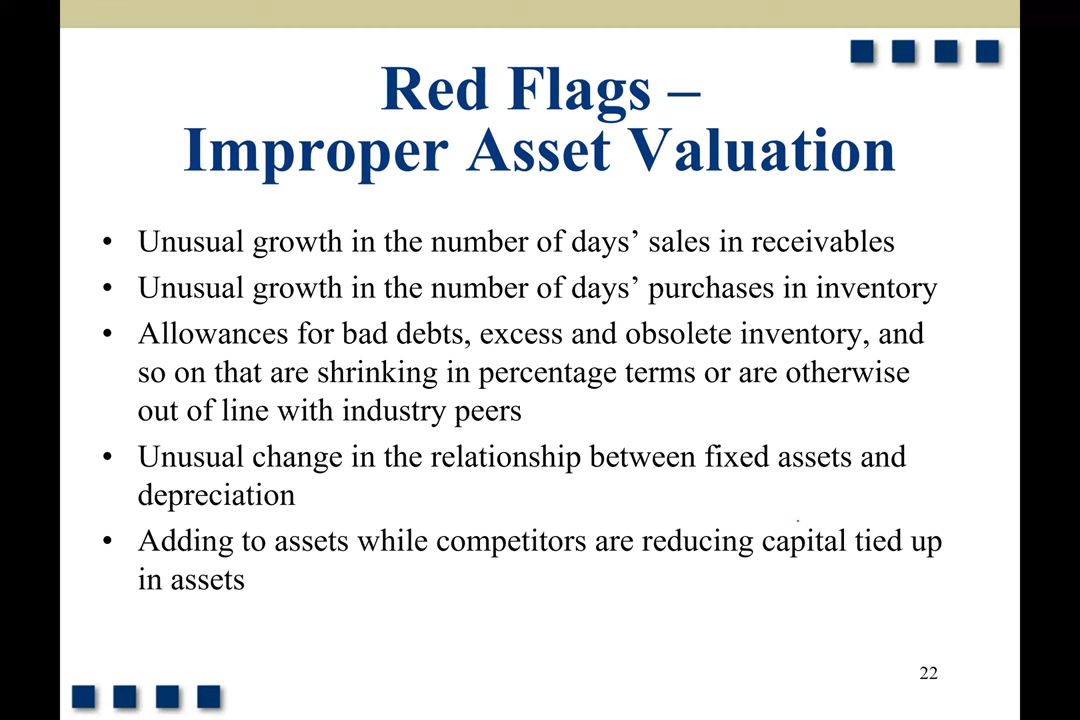 Red Flags –
Improper Asset Valuation
• Unusual growth in the number of days’ sales in receivables
• Unusual growth in the number of days’ purchases in inventory
• Allowances for bad debts, excess and obsolete inventory, and
so on that are shrinking in percentage terms or are otherwise
out of line with industry peers
• Unusual change in the relationship between fixed assets and
depreciation
• Adding to assets while competitors are reducing capital tied up
in assets
22